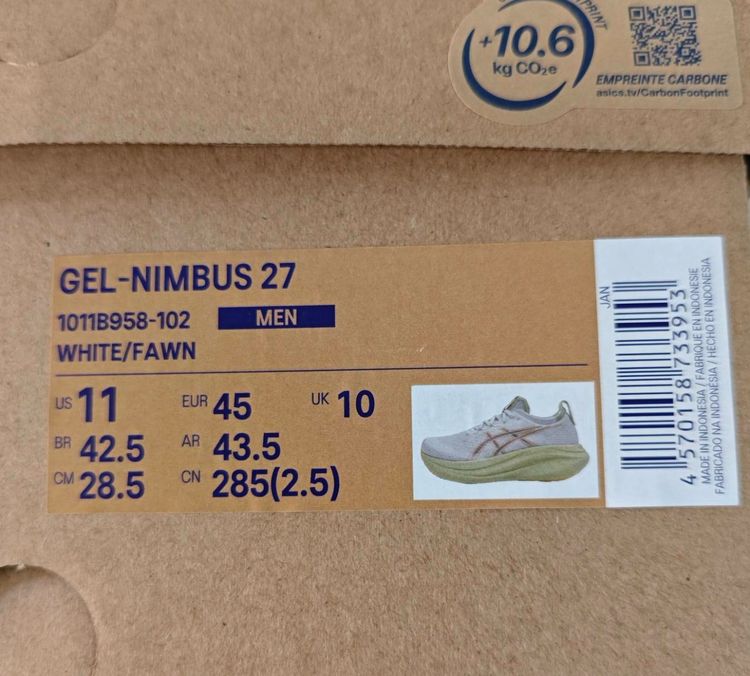 PRINT
+10.6
kg CO₂e
EMPREINTE CARBONE
asics.tv/CarbonFootprint
GEL-NIMBUS 27
1011B958-102 MEN
WHITE/FAWN
US 11 EUR 45 UK 10
BR 42.5 AR 43.5
CM 28.5 CN 285(2.5)
JAN
4 570158 733953
MADE IN INDONESIA / FABRIQUE EN INDONESIE
FABRICADO NA INDONESIA / HECHO EN INDONESIA